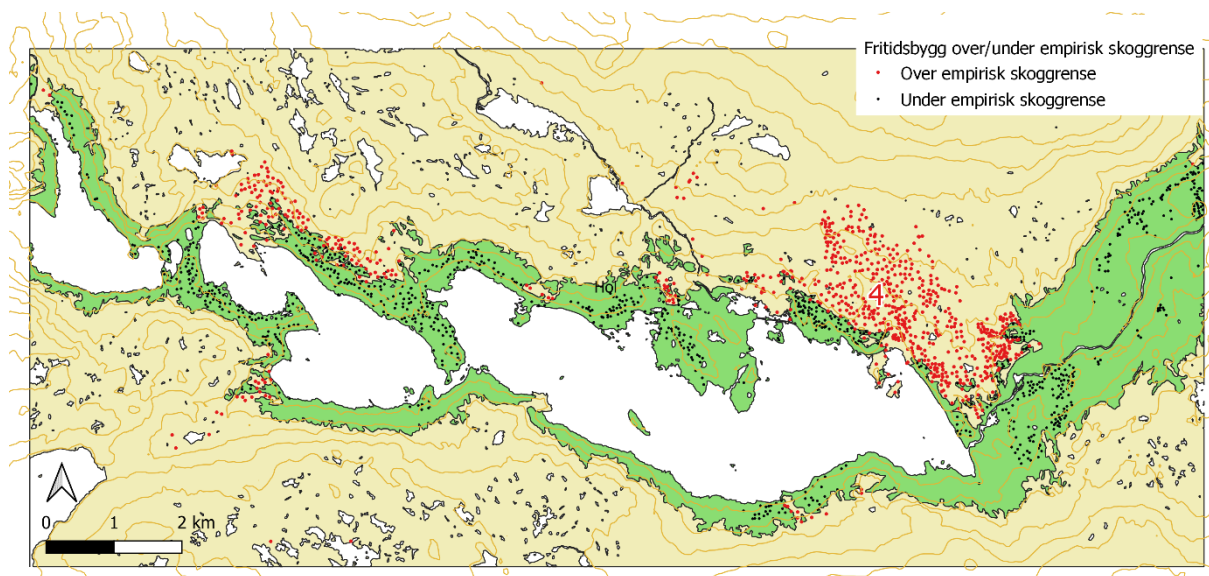 Fritidsbygg over/under empirisk skoggrense
Over empirisk skoggrense
Under empirisk skoggrense
Hol
4
0 1 2 km